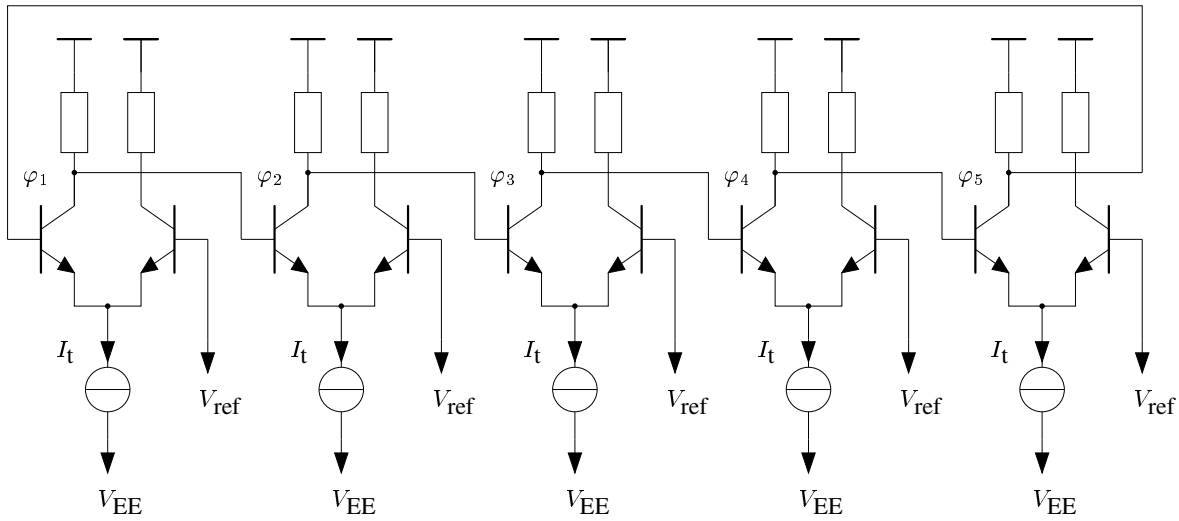 φ1 φ2 φ3 φ4 φ5
It It It It It
Vref Vref Vref Vref Vref
VEE VEE VEE VEE VEE